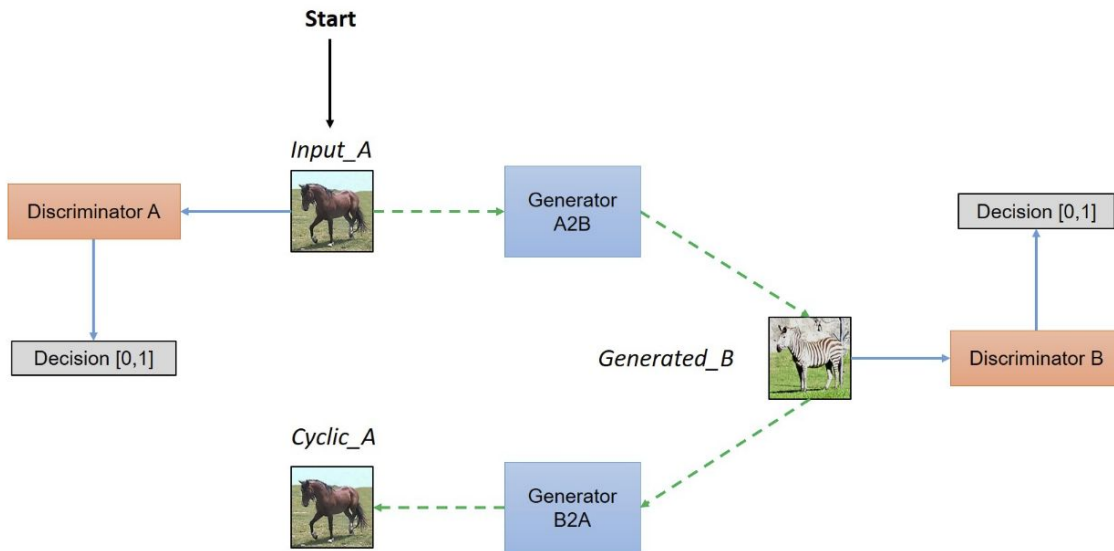 Start
Input_A
Discriminator A
Generator
A2B
Decision [0,1]
Decision [0,1]
Generated_B
Discriminator B
Cyclic_A
Generator
B2A